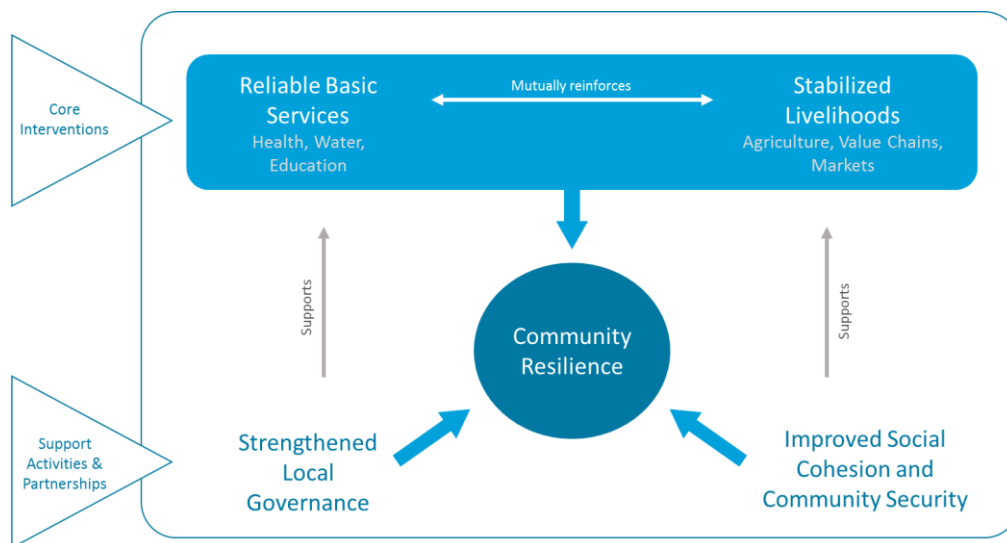 Core
Interventions
Reliable Basic
Services
Health, Water,
Education
Mutually reinforces
Stabilized
Livelihoods
Agriculture, Value Chains,
Markets
Supports
Community
Resilience
Supports
Support
Activities &
Partnerships
Strengthened
Local
Governance
Improved Social
Cohesion and
Community Security